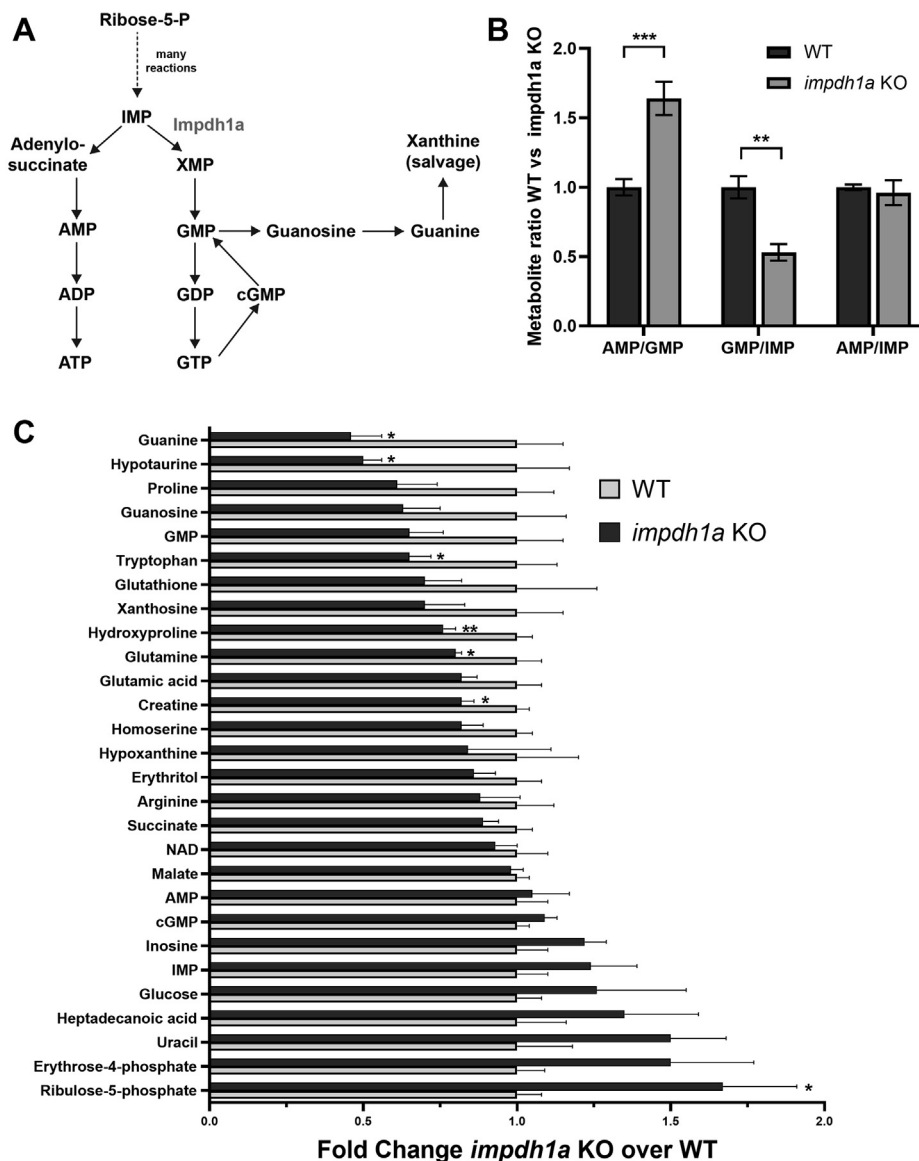 A
Ribose-5-P
many
reactions
IMP
Impdh1a
Adenylo-
succinate
XMP
Xanthine
(salvage)
AMP
GMP
Guanosine
Guanine
ADP
GDP
cGMP
ATP
GTP
B
Metabolite ratio WT vs impdh1a KO
2.0
1.5
1.0
0.5
0.0
***
**
WT
impdh1a KO
AMP/GMP
GMP/IMP
AMP/IMP
C
WT
impdh1a KO
Guanine *
Hypotaurine *
Proline
Guanosine
GMP
Tryptophan *
Glutathione
Xanthosine
Hydroxyproline **
Glutamine *
Glutamic acid
Creatine *
Homoserine
Hypoxanthine
Erythritol
Arginine
Succinate
NAD
Malate
AMP
cGMP
Inosine
IMP
Glucose
Heptadecanoic acid
Uracil
Erythrose-4-phosphate
Ribulose-5-phosphate *
0.0 0.5 1.0 1.5 2.0
Fold Change impdh1a KO over WT